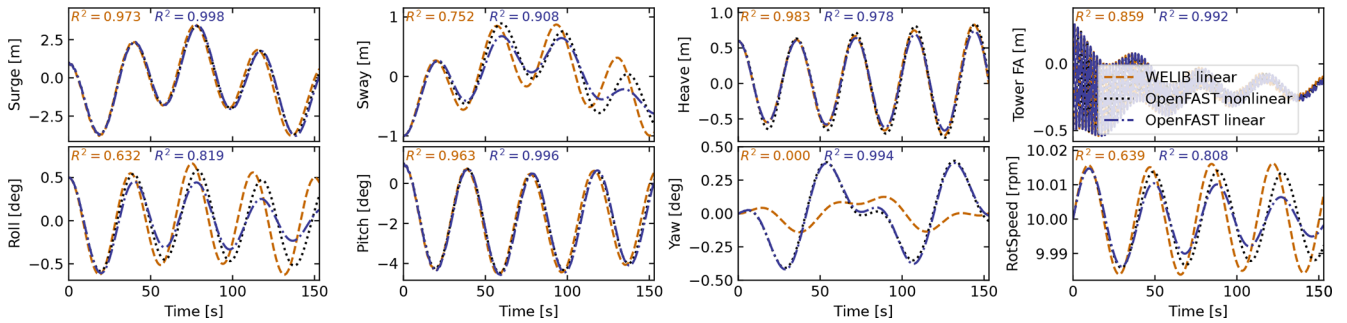 R² = 0.973 R² = 0.998
Surge [m]
2.5
0.0
−2.5
R² = 0.752 R² = 0.908
Sway [m]
1
0
−1
R² = 0.983 R² = 0.978
Heave [m]
1.0
0.5
0.0
−0.5
R² = 0.859 R² = 0.992
Tower FA [m]
0.0
−0.5
WELIB linear
OpenFAST nonlinear
OpenFAST linear
R² = 0.632 R² = 0.819
Roll [deg]
0.5
0.0
−0.5
0 50 100 150
Time [s]
R² = 0.963 R² = 0.996
Pitch [deg]
0
−2
−4
0 50 100 150
Time [s]
R² = 0.000 R² = 0.994
Yaw [deg]
0.50
0.25
0.00
−0.25
−0.50
0 50 100 150
Time [s]
R² = 0.639 R² = 0.808
RotSpeed [rpm]
10.02
10.01
10.00
9.99
0 50 100 150
Time [s]